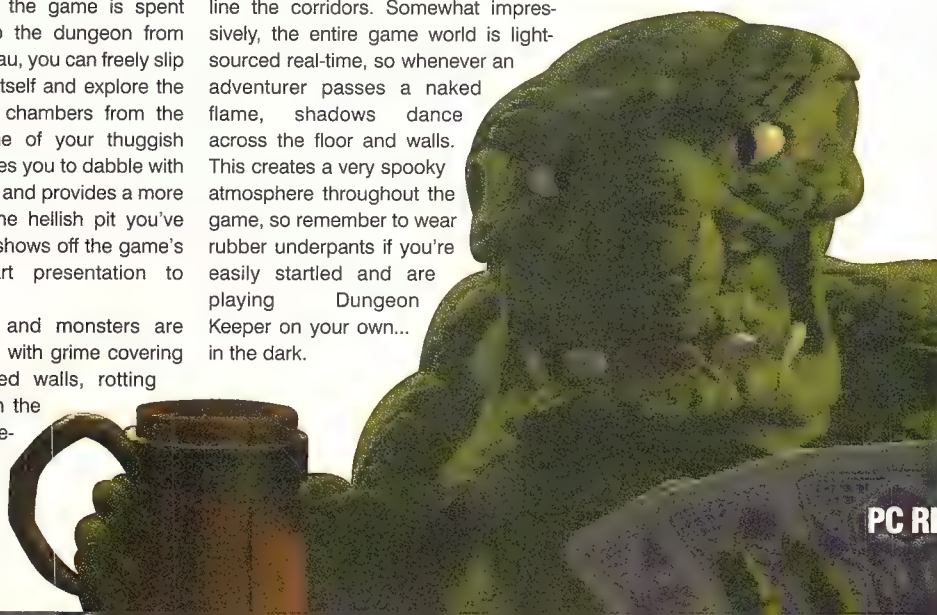 the game is spent
the dungeon from
au, you can freely slip
tself and explore the
chambers from the
e of your thuggish
es you to dabble with
and provides a more
ne hellish pit you've
shows off the game's
rt presentation to
and monsters are
with grime covering
ed walls, rotting
the
e-
line the corridors. Somewhat impres-
sively, the entire game world is light-
sourced real-time, so whenever an
adventurer passes a naked
flame, shadows dance
across the floor and walls.
This creates a very spooky
atmosphere throughout the
game, so remember to wear
rubber underpants if you're
easily startled and are
playing Dungeon
Keeper on your own...
in the dark.
PC RE